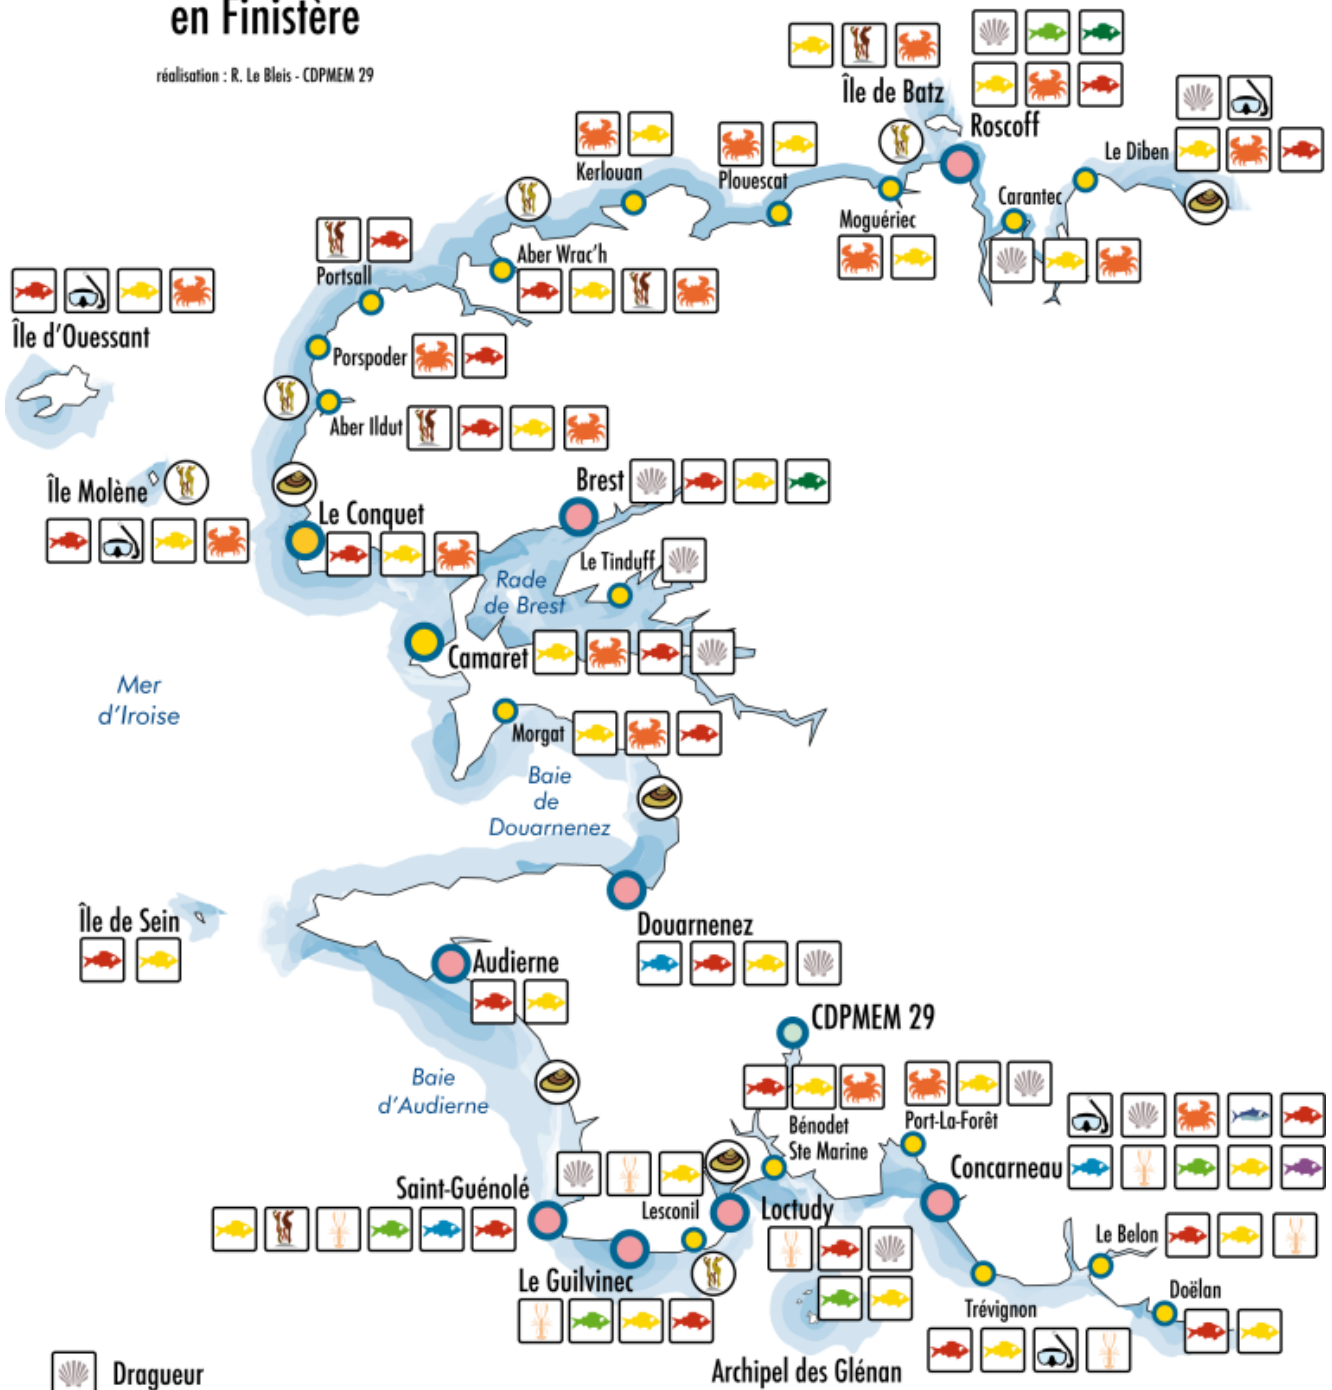 en Finistère
réalisation : R. Le Bleis - CDPMEM 29
Île de Batz
Roscoff
Le Diben
Kerlouan
Plouescat
Carantec
Moguériec
Aber Wrac'h
Portsall
Île d'Ouessant
Porspoder
Aber Ildut
Île Molène
Brest
Le Conquet
Le Tinduff
Rade
de Brest
Camaret
Mer
d'Iroise
Morgat
Baie
de
Douarnenez
Île de Sein
Douarnenez
Audierne
CDPMEM 29
Baie
d'Audierne
Bénodet
Ste Marine
Port-La-Forêt
Concarneau
Saint-Guénolé
Lesconil
Loctudy
Le Belon
Le Guilvinec
Trévignon
Doëlan
Archipel des Glénan
Dragueur